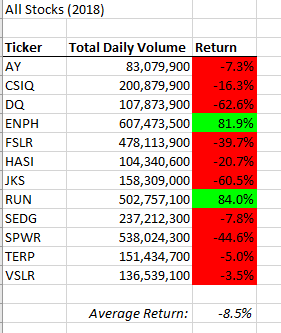 All Stocks (2018)
Ticker Total Daily Volume Return
AY 83,079,900 -7.3%
CSIQ 200,879,900 -16.3%
DQ 107,873,900 -62.6%
ENPH 607,473,500 81.9%
FSLR 478,113,900 -39.7%
HASI 104,340,600 -20.7%
JKS 158,309,000 -60.5%
RUN 502,757,100 84.0%
SEDG 237,212,300 -7.8%
SPWR 538,024,300 -44.6%
TERP 151,434,700 -5.0%
VSLR 136,539,100 -3.5%
Average Return: -8.5%